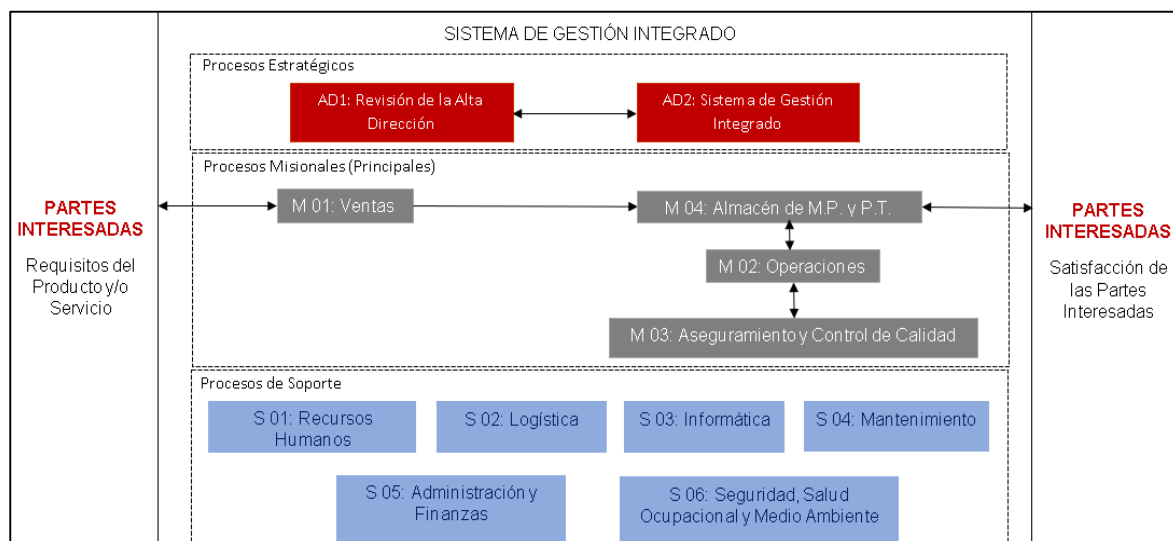 SISTEMA DE GESTIÓN INTEGRADO
Procesos Estratégicos
AD1: Revisión de la Alta
Dirección
AD2: Sistema de Gestión
Integrado
Procesos Misionales (Principales)
PARTES
INTERESADAS
Requisitos del
Producto y/o
Servicio
M 01: Ventas
M 04: Almacén de M.P. y P.T.
M 02: Operaciones
M 03: Aseguramiento y Control de Calidad
PARTES
INTERESADAS
Satisfacción de
las Partes
Interesadas
Procesos de Soporte
S 01: Recursos
Humanos
S 02: Logística
S 03: Informática
S 04: Mantenimiento
S 05: Administración y
Finanzas
S 06: Seguridad, Salud
Ocupacional y Medio Ambiente